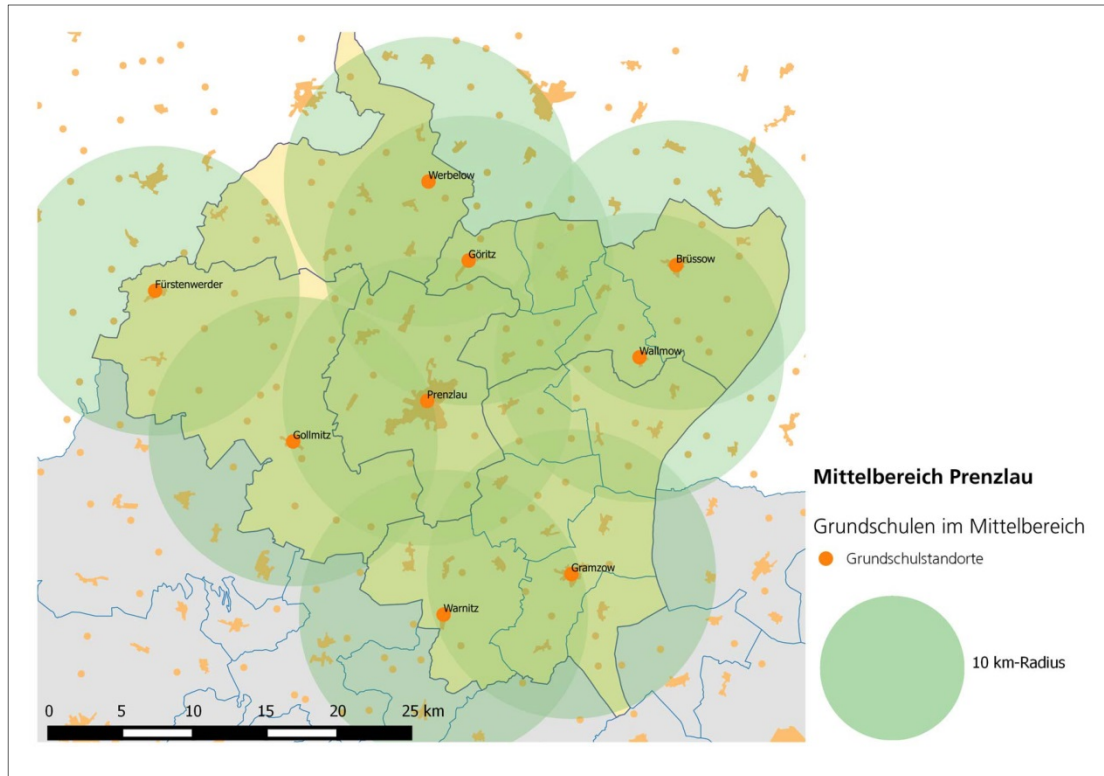 Werbelow
Göritz
Brüssow
Fürstenwerder
Wallmow
Prenzlau
Gollmitz
Gramzow
Warnitz
0 5 10 15 20 25 km
Mittelbereich Prenzlau
Grundschulen im Mittelbereich
Grundschulstandorte
10 km-Radius